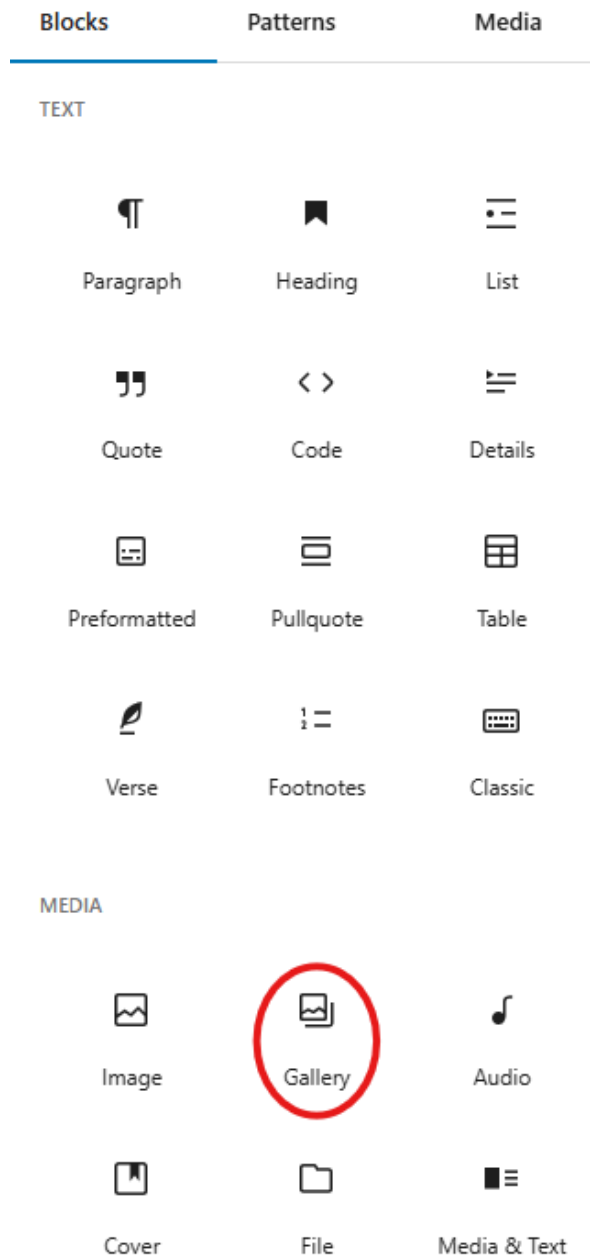 Blocks Patterns Media
TEXT
Paragraph Heading List
Quote Code Details
Preformatted Pullquote Table
Verse Footnotes Classic
MEDIA
Image Gallery Audio
Cover File Media & Text